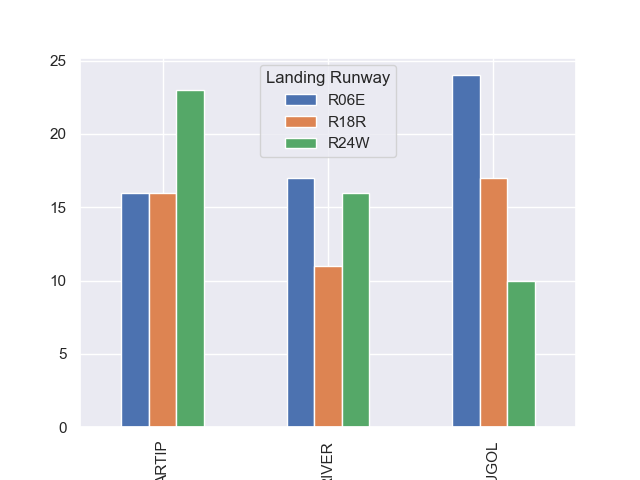 25
20
15
10
5
0
Landing Runway
R06E
R18R
R24W
ARTIP
RIVER
UGOL